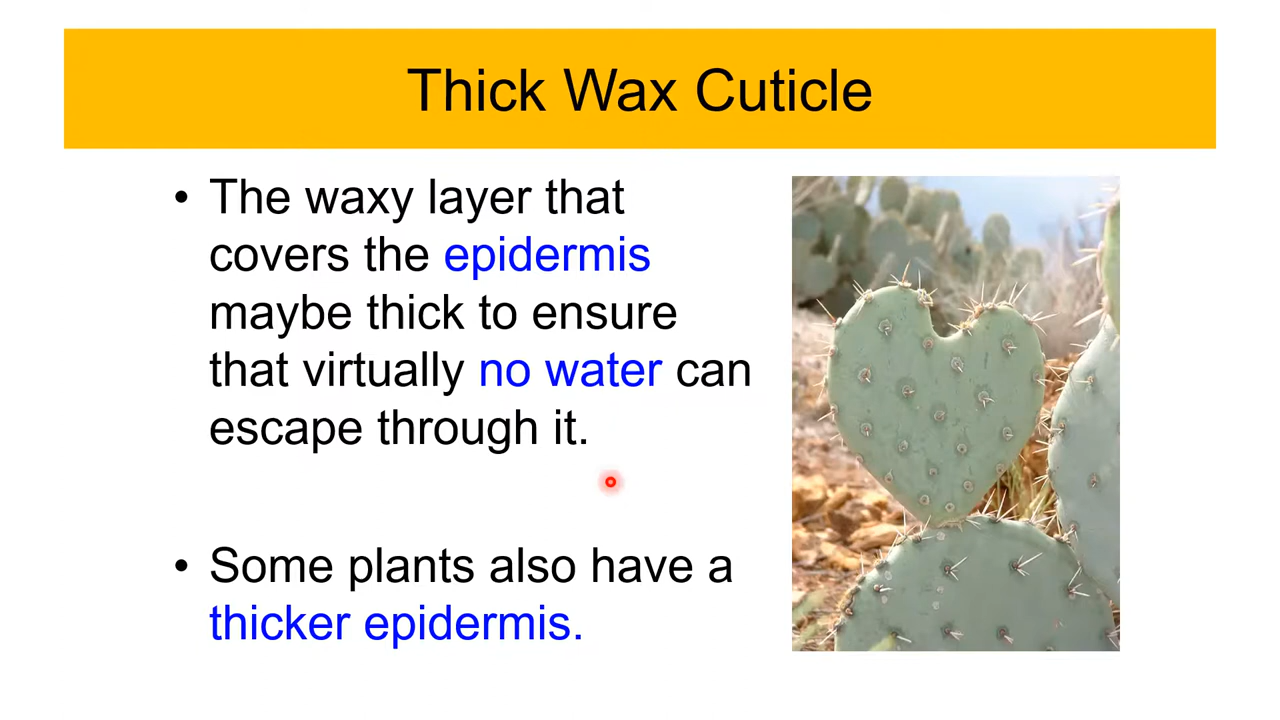 Thick Wax Cuticle
• The waxy layer that
covers the epidermis
maybe thick to ensure
that virtually no water can
escape through it.
• Some plants also have a
thicker epidermis.